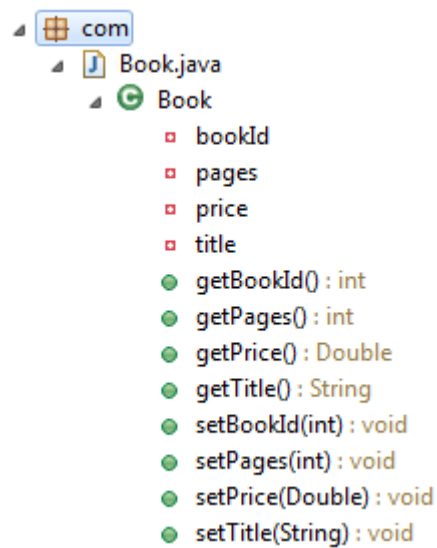 com
Book.java
Book
bookId
pages
price
title
getBookId() : int
getPages() : int
getPrice() : Double
getTitle() : String
setBookId(int) : void
setPages(int) : void
setPrice(Double) : void
setTitle(String) : void